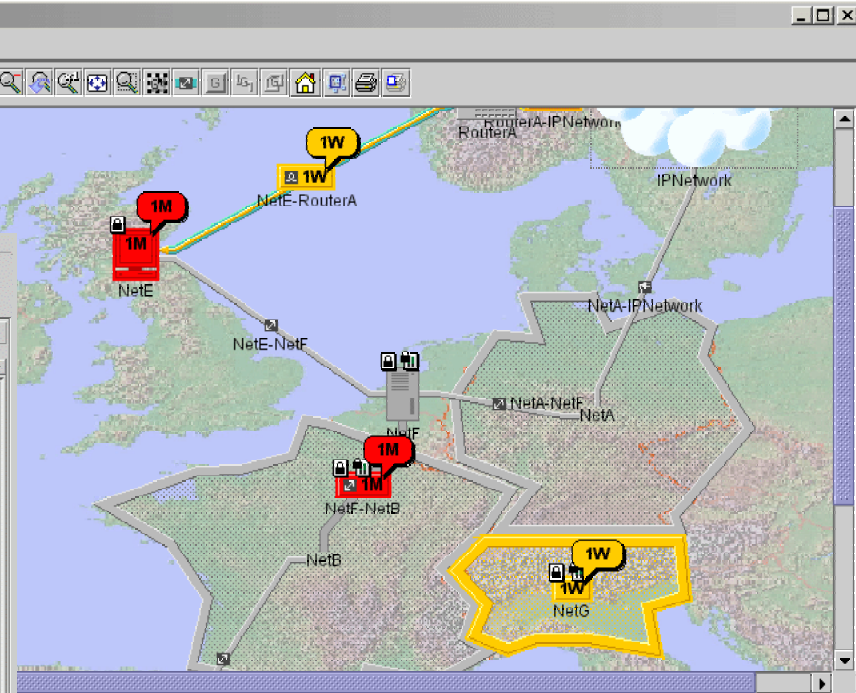 G
RouterA-IPNetwork
RouterA
1W
1W
NetE-RouterA
IPNetwork
1M
1M
NetE
NetA-IPNetwork
NetE-NetF
NetA-NetF
NetA
NetF
1M
1M
NetF-NetB
1W
NetB
1W
NetG